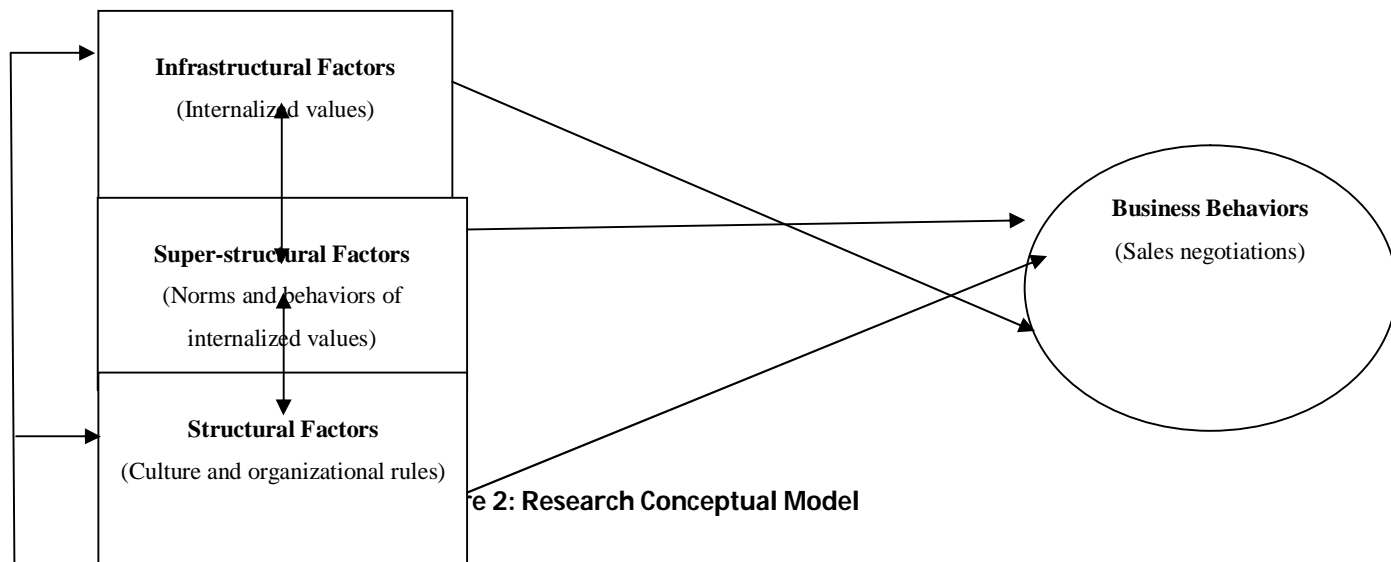 Infrastructural Factors
(Internalized values)
Super-structural Factors
(Norms and behaviors of
internalized values)
Structural Factors
(Culture and organizational rules)
Business Behaviors
(Sales negotiations)
e 2: Research Conceptual Model